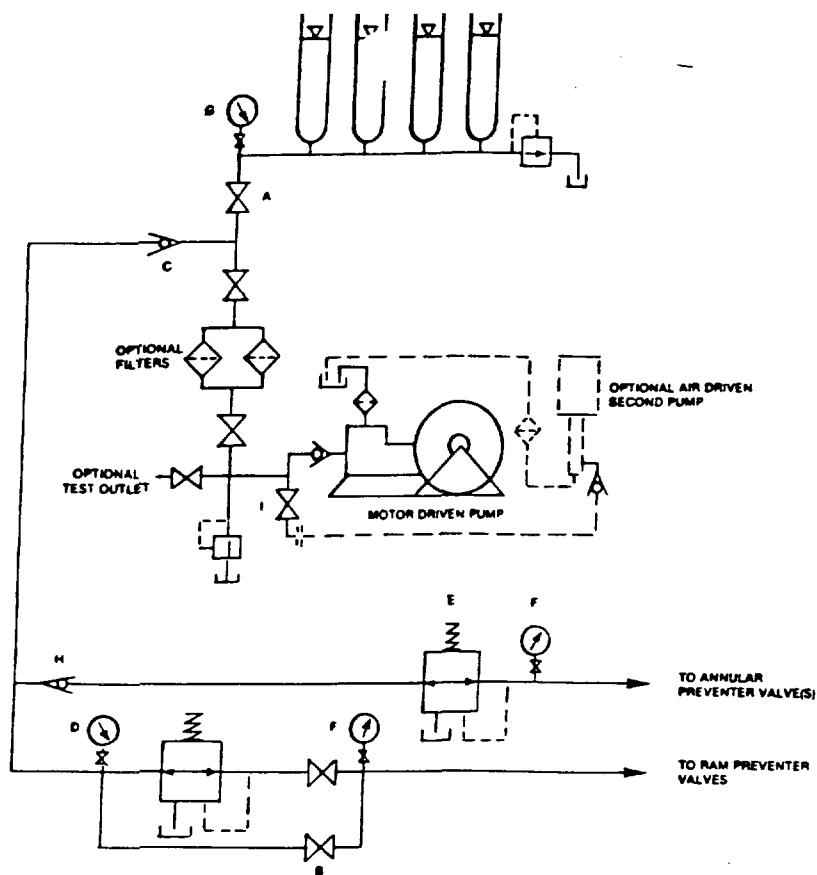 G
A
C
OPTIONAL
FILTERS
OPTIONAL AIR DRIVEN
SECOND PUMP
OPTIONAL
TEST OUTLET
I
MOTOR DRIVEN PUMP
E
F
H
TO ANNULAR
PREVENTER VALVE(S)
D
F
TO RAM PREVENTER
VALVES
B